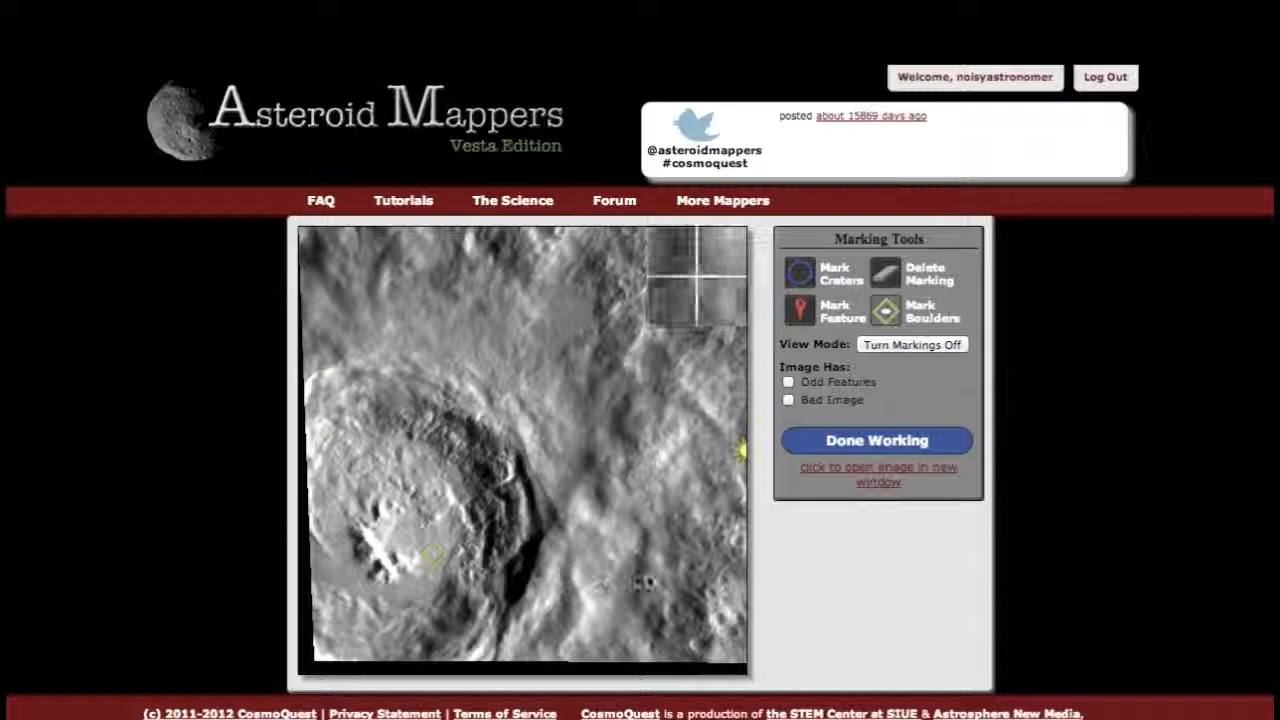 Welcome, noisyastronomer
Log Out
Asteroid Mappers
Vesta Edition
posted about 15869 days ago
@asteroidmappers
#cosmoquest
FAQ Tutorials The Science Forum More Mappers
Marking Tools
Mark
Craters
Delete
Marking
Mark
Feature
Mark
Boulders
View Mode: Turn Markings Off
Image Has:
Odd Features
Bad Image
Done Working
click to open image in new
window
(c) 2011-2012 CosmoQuest | Privacy Statement | Terms of Service CosmoQuest is a production of the STEM Center at SIUE & Astrosphere New Media,